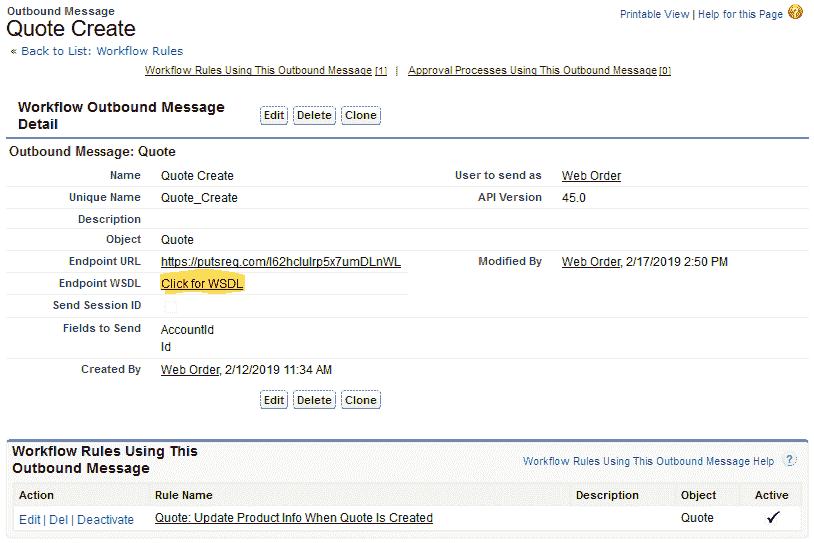 Outbound Message
Quote Create
Printable View | Help for this Page
« Back to List: Workflow Rules
Workflow Rules Using This Outbound Message [1] | Approval Processes Using This Outbound Message [0]
Workflow Outbound Message
Detail
Edit Delete Clone
Outbound Message: Quote
Name Quote Create User to send as Web Order
Unique Name Quote_Create API Version 45.0
Description
Object Quote
Endpoint URL https://putsreq.com/l62hclulrp5x7umDLnWL Modified By Web Order, 2/17/2019 2:50 PM
Endpoint WSDL Click for WSDL
Send Session ID
Fields to Send AccountId
Id
Created By Web Order, 2/12/2019 11:34 AM
Edit Delete Clone
Workflow Rules Using This
Outbound Message
Workflow Rules Using This Outbound Message Help ?
Action Rule Name Description Object Active
Edit | Del | Deactivate Quote: Update Product Info When Quote Is Created Quote ✓